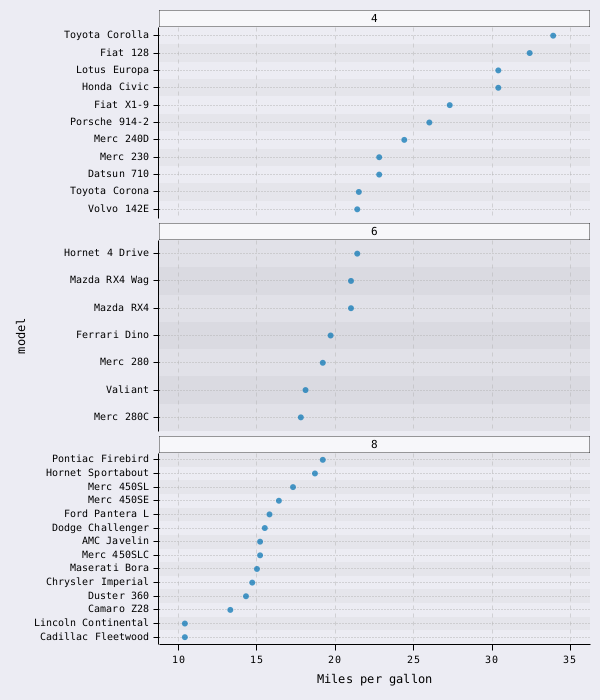 4
Toyota Corolla
Fiat 128
Lotus Europa
Honda Civic
Fiat X1-9
Porsche 914-2
Merc 240D
Merc 230
Datsun 710
Toyota Corona
Volvo 142E
6
Hornet 4 Drive
Mazda RX4 Wag
Mazda RX4
Ferrari Dino
Merc 280
Valiant
Merc 280C
model
8
Pontiac Firebird
Hornet Sportabout
Merc 450SL
Merc 450SE
Ford Pantera L
Dodge Challenger
AMC Javelin
Merc 450SLC
Maserati Bora
Chrysler Imperial
Duster 360
Camaro Z28
Lincoln Continental
Cadillac Fleetwood
10 15 20 25 30 35
Miles per gallon